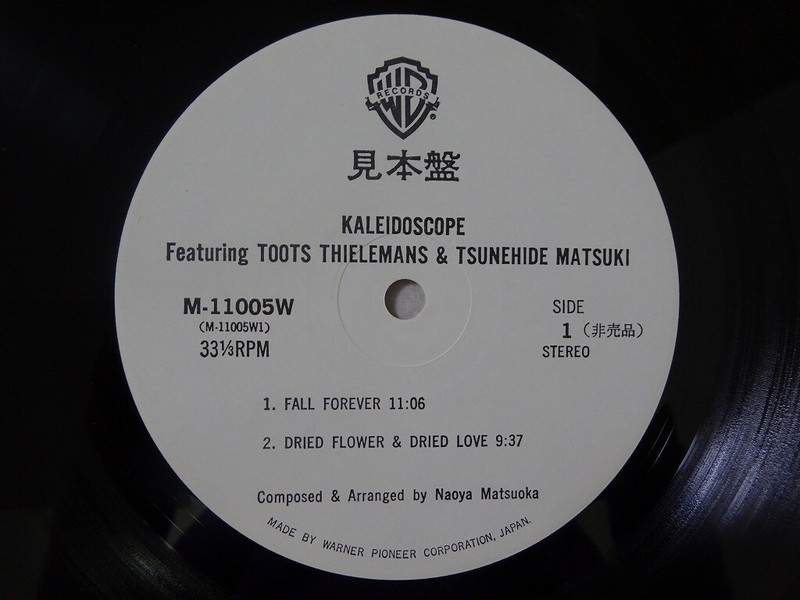 WB
RECORDS
®
見本盤
KALEIDOSCOPE
Featuring TOOTS THIELEMANS & TSUNEHIDE MATSUKI
M-11005W
(M-11005W1)
33⅓RPM
SIDE
1 (非売品)
STEREO
1. FALL FOREVER 11:06
2. DRIED FLOWER & DRIED LOVE 9:37
Composed & Arranged by Naoya Matsuoka
MADE BY WARNER PIONEER CORPORATION, JAPAN.